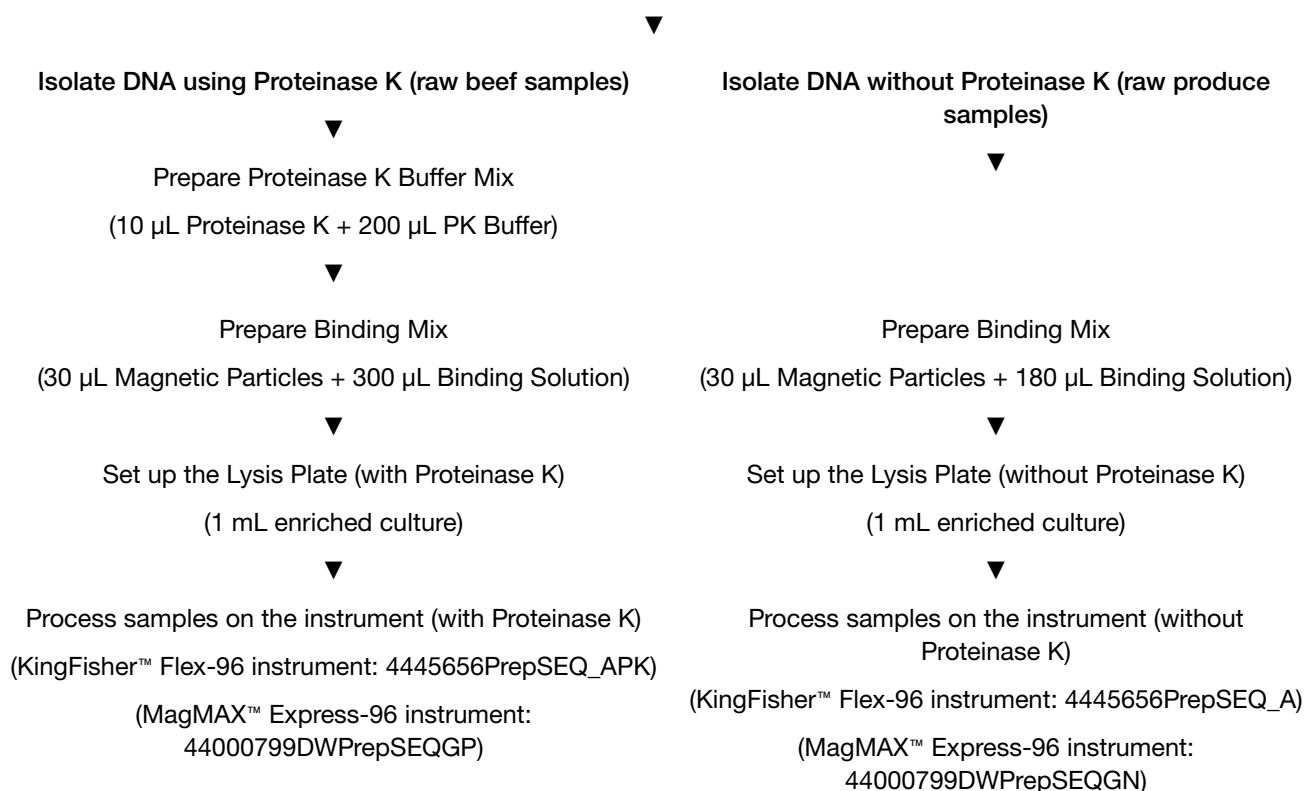 ▼
Isolate DNA using Proteinase K (raw beef samples)
▼
Prepare Proteinase K Buffer Mix
(10 µL Proteinase K + 200 µL PK Buffer)
▼
Prepare Binding Mix
(30 µL Magnetic Particles + 300 µL Binding Solution)
▼
Set up the Lysis Plate (with Proteinase K)
(1 mL enriched culture)
▼
Process samples on the instrument (with Proteinase K)
(KingFisher™ Flex-96 instrument: 4445656PrepSEQ_APK)
(MagMAX™ Express-96 instrument:
44000799DWPrepSEQGP)
Isolate DNA without Proteinase K (raw produce
samples)
▼
Prepare Binding Mix
(30 µL Magnetic Particles + 180 µL Binding Solution)
▼
Set up the Lysis Plate (without Proteinase K)
(1 mL enriched culture)
▼
Process samples on the instrument (without
Proteinase K)
(KingFisher™ Flex-96 instrument: 4445656PrepSEQ_A)
(MagMAX™ Express-96 instrument:
44000799DWPrepSEQGN)